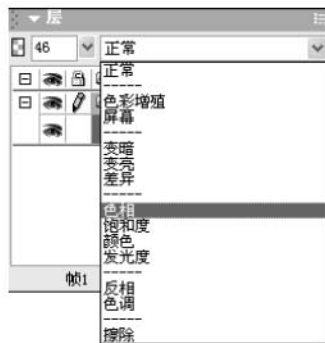 层
46 正常
正常
-----
色彩增殖
屏幕
-----
变暗
变亮
差异
-----
色相
饱和度
颜色
发光度
-----
反相
色调
-----
擦除
帧1